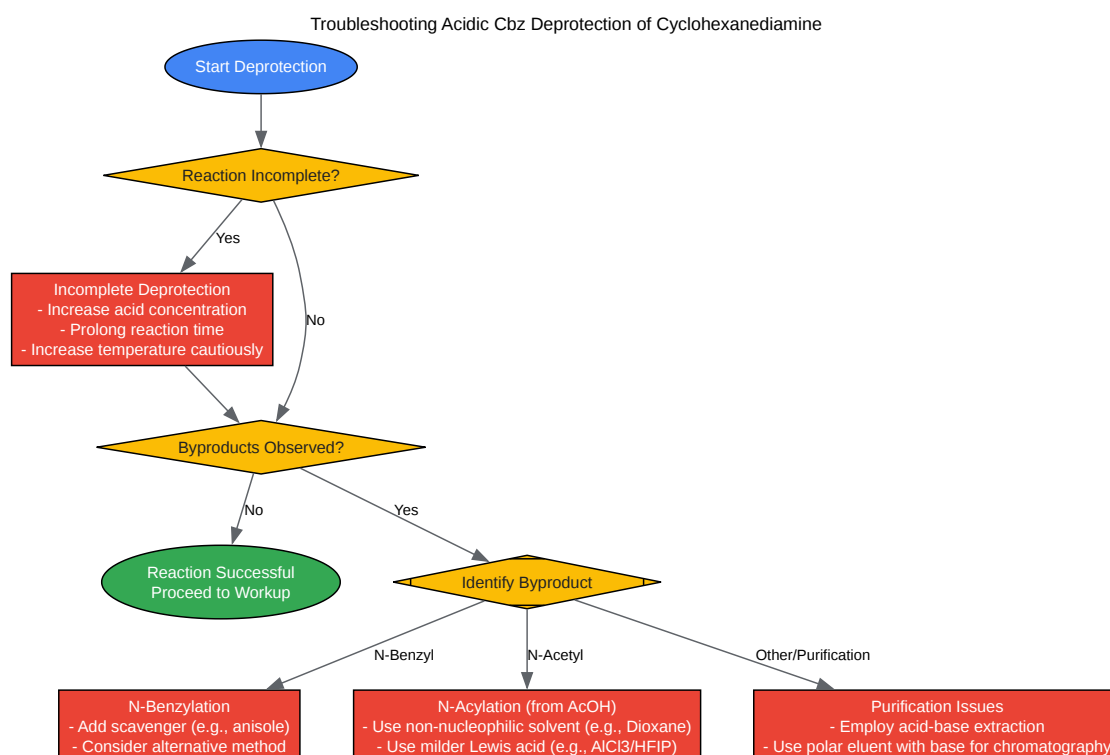 Troubleshooting Acidic Cbz Deprotection of Cyclohexanediamine
Start Deprotection
Reaction Incomplete?
Yes
No
Incomplete Deprotection
- Increase acid concentration
- Prolong reaction time
- Increase temperature cautiously
Byproducts Observed?
No
Yes
Reaction Successful
Proceed to Workup
Identify Byproduct
N-Benzyl
N-Acetyl
Other/Purification
N-Benzylation
- Add scavenger (e.g., anisole)
- Consider alternative method
N-Acylation (from AcOH)
- Use non-nucleophilic solvent (e.g., Dioxane)
- Use milder Lewis acid (e.g., AlCl3/HFIP)
Purification Issues
- Employ acid-base extraction
- Use polar eluent with base for chromatography